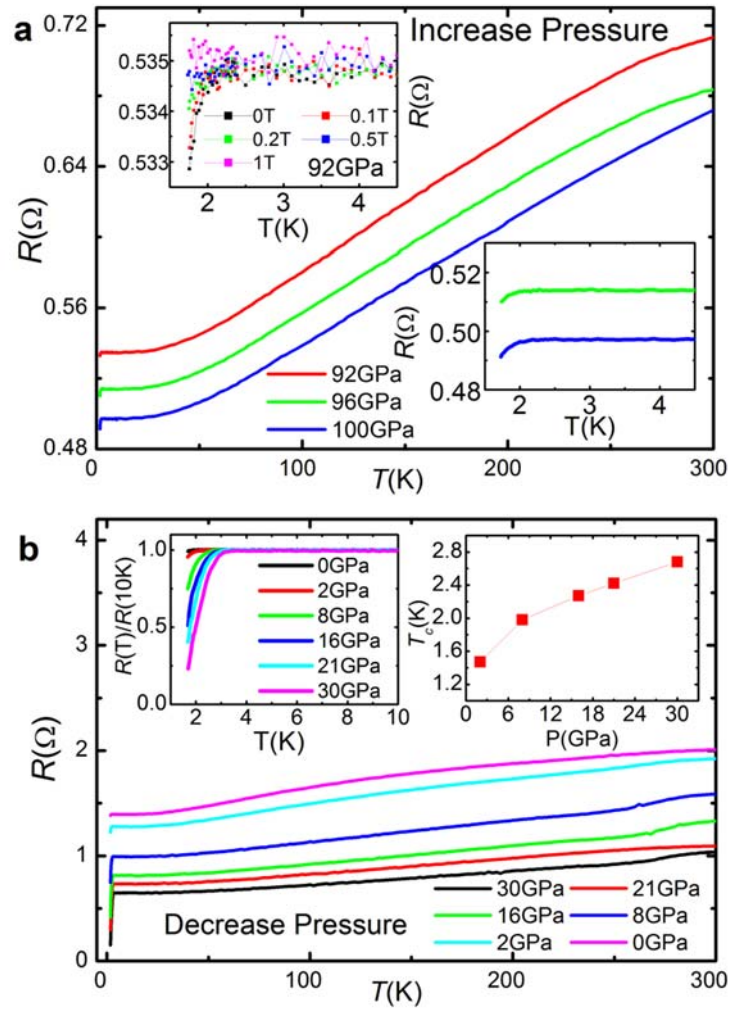 a
Increase Pressure
0.72
0.64
0.56
0.48
R(Ω)
0 100 200 300
T(K)
0.535
0.534
0.533
R(Ω)
0T 0.1T
0.2T 0.5T
1T
92GPa
2 3 4
T(K)
92GPa
96GPa
100GPa
0.52
0.50
0.48
R(Ω)
2 3 4
T(K)
b
4
3
2
1
0
R(Ω)
R(T)/R(10K)
1.0
0.5
0.0
0GPa
2GPa
8GPa
16GPa
21GPa
30GPa
2 4 6 8 10
T(K)
Tc(K)
2.8
2.4
2.0
1.6
1.2
0 6 12 18 24 30
P(GPa)
Decrease Pressure
30GPa 21GPa
16GPa 8GPa
2GPa 0GPa
0 100 200 300
T(K)